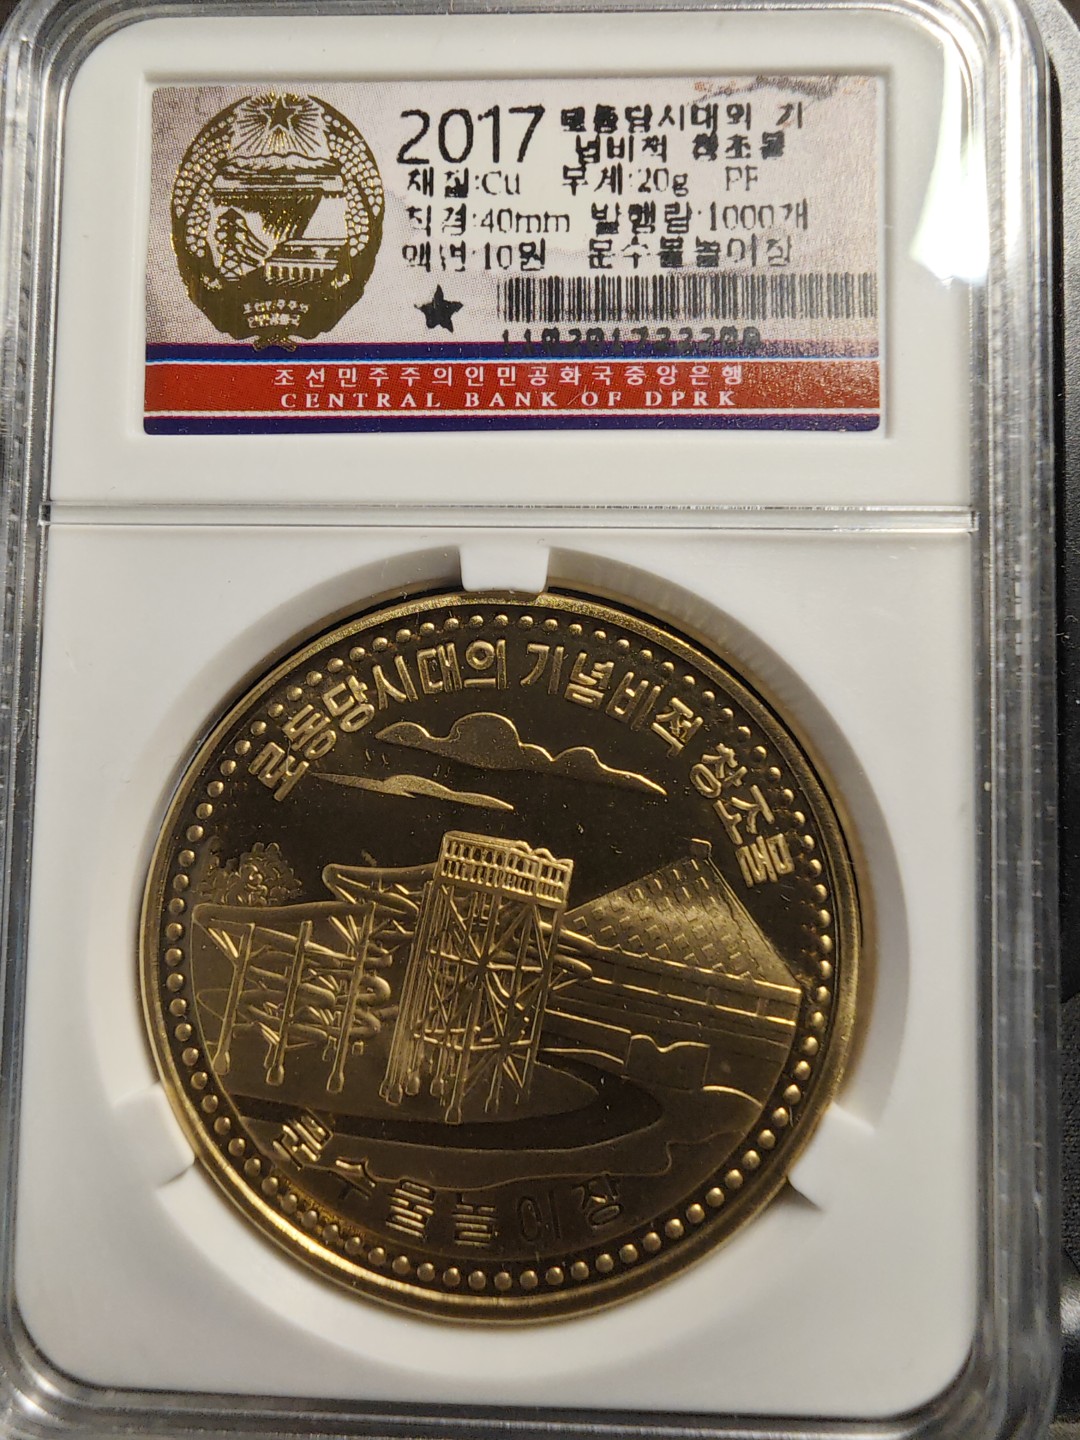 2017 로동당시대의 기
념비적 창조물
재질:Cu 무게:20g PF
직경:40mm 발행량:1000개
액면:10원 문수물놀이장
조선민주주의인민공화국중앙은행
CENTRAL BANK OF DPRK
로동당시대의 기념비적 창조물
문수물놀이장